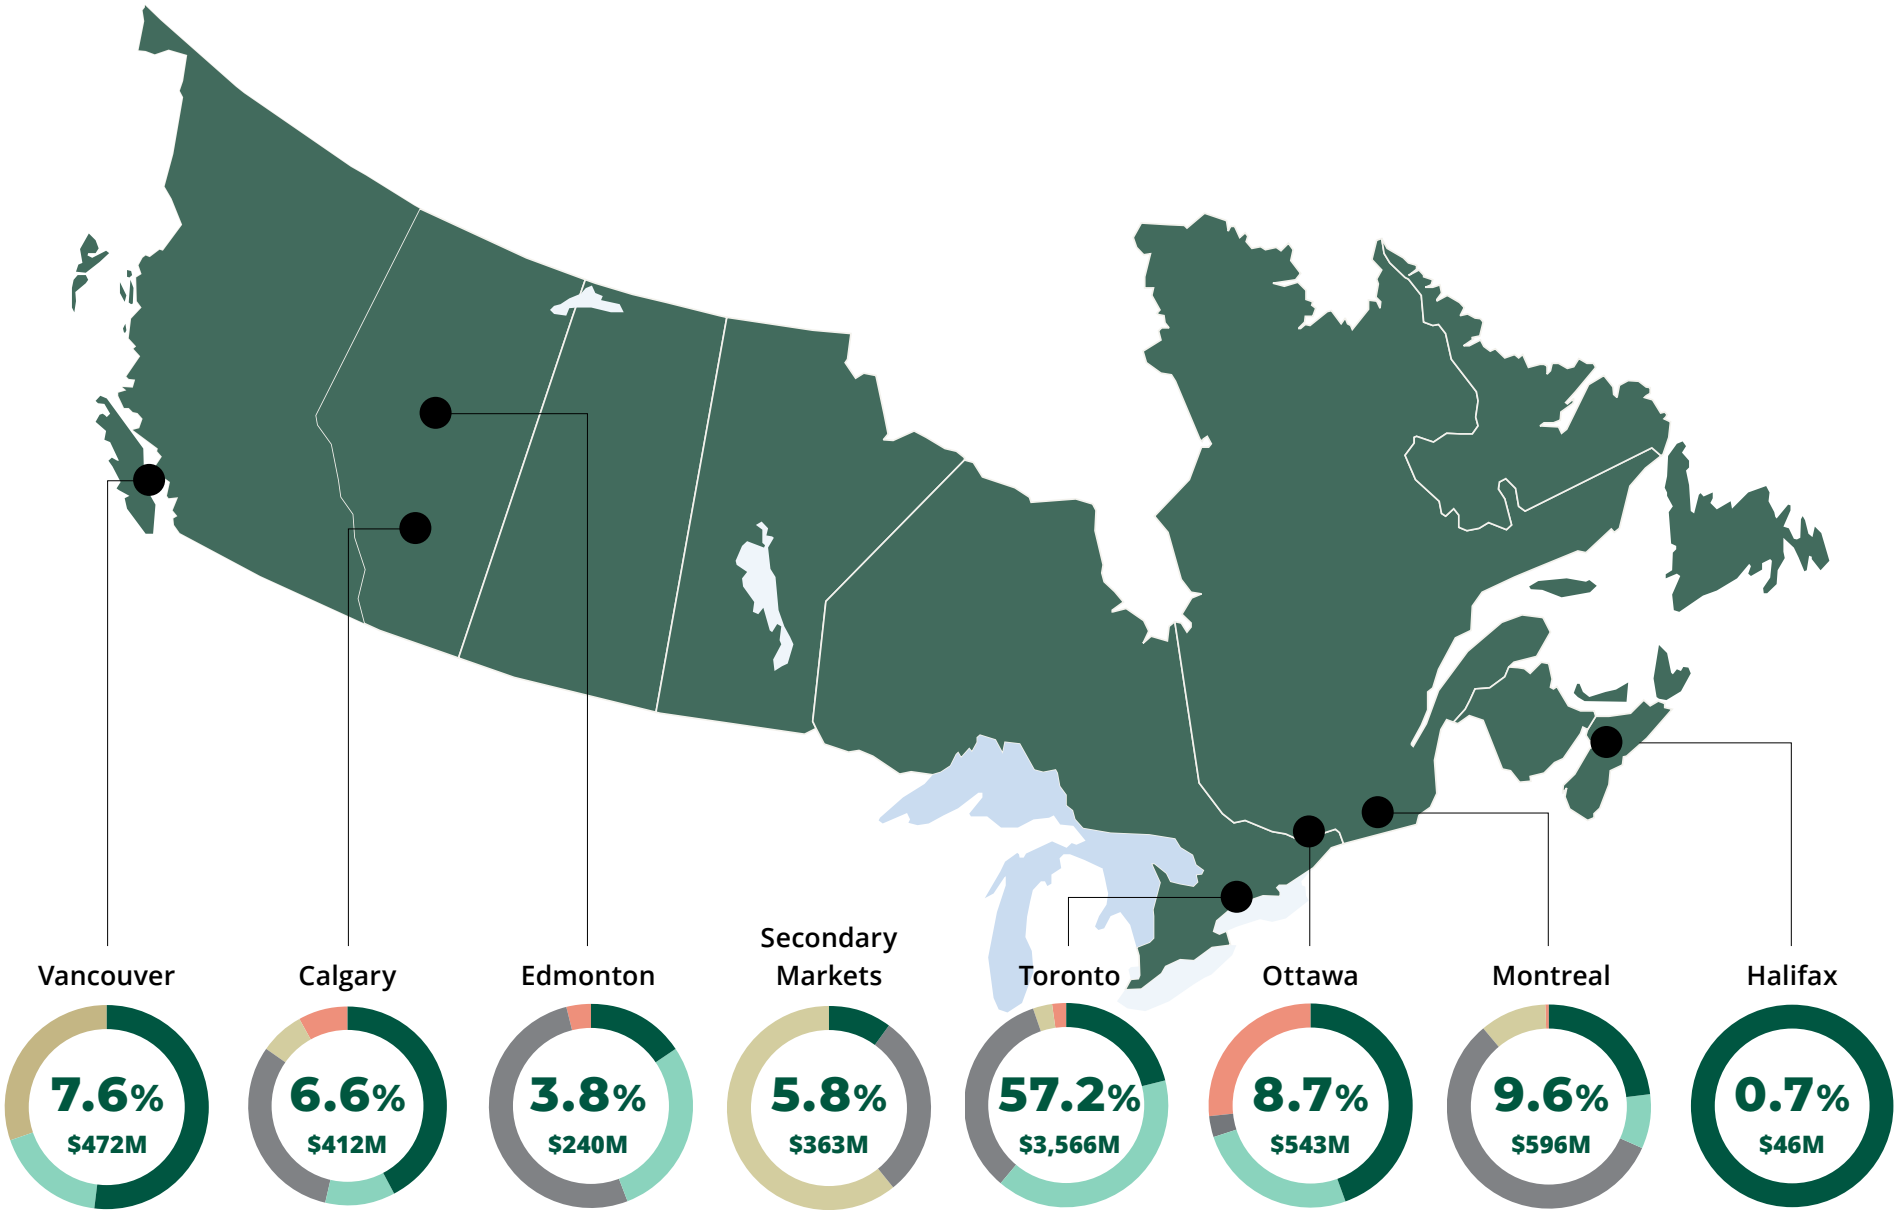 Vancouver
7.6%
$472M
Calgary
6.6%
$412M
Edmonton
3.8%
$240M
Secondary
Markets
5.8%
$363M
Toronto
57.2%
$3,566M
Ottawa
8.7%
$543M
Montreal
9.6%
$596M
Halifax
0.7%
$46M